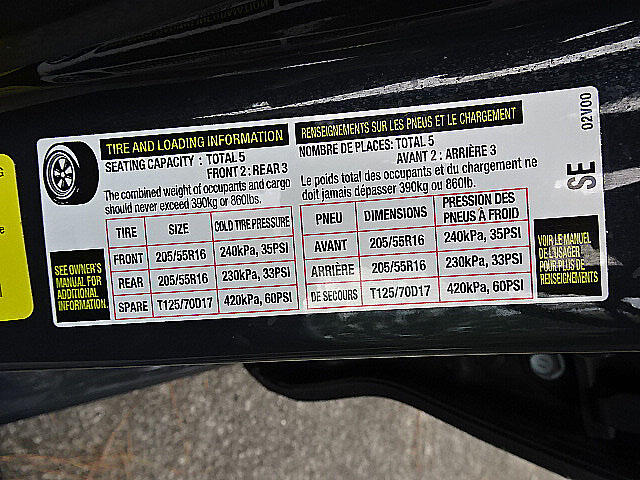 TIRE AND LOADING INFORMATION
SEATING CAPACITY : TOTAL 5
FRONT 2 : REAR 3
The combined weight of occupants and cargo
should never exceed 390kg or 860lbs.
TIRE SIZE COLD TIRE PRESSURE
FRONT 205/55R16 240kPa, 35PSI
REAR 205/55R16 230kPa, 33PSI
SPARE T125/70D17 420kPa, 60PSI
SEE OWNER'S
MANUAL FOR
ADDITIONAL
INFORMATION.
RENSEIGNEMENTS SUR LES PNEUS ET LE CHARGEMENT
NOMBRE DE PLACES: TOTAL 5
AVANT 2 : ARRIÈRE 3
Le poids total des occupants et du chargement ne
doit jamais dépasser 390kg or 860lb.
PNEU DIMENSIONS PRESSION DES
PNEUS À FROID
AVANT 205/55R16 240kPa, 35PSI
ARRIÈRE 205/55R16 230kPa, 33PSI
DE SECOURS T125/70D17 420kPa, 60PSI
VOIR LE MANUEL
DE L'USAGER
POUR PLUS DE
RENSEIGNEMENTS
SE
02V00